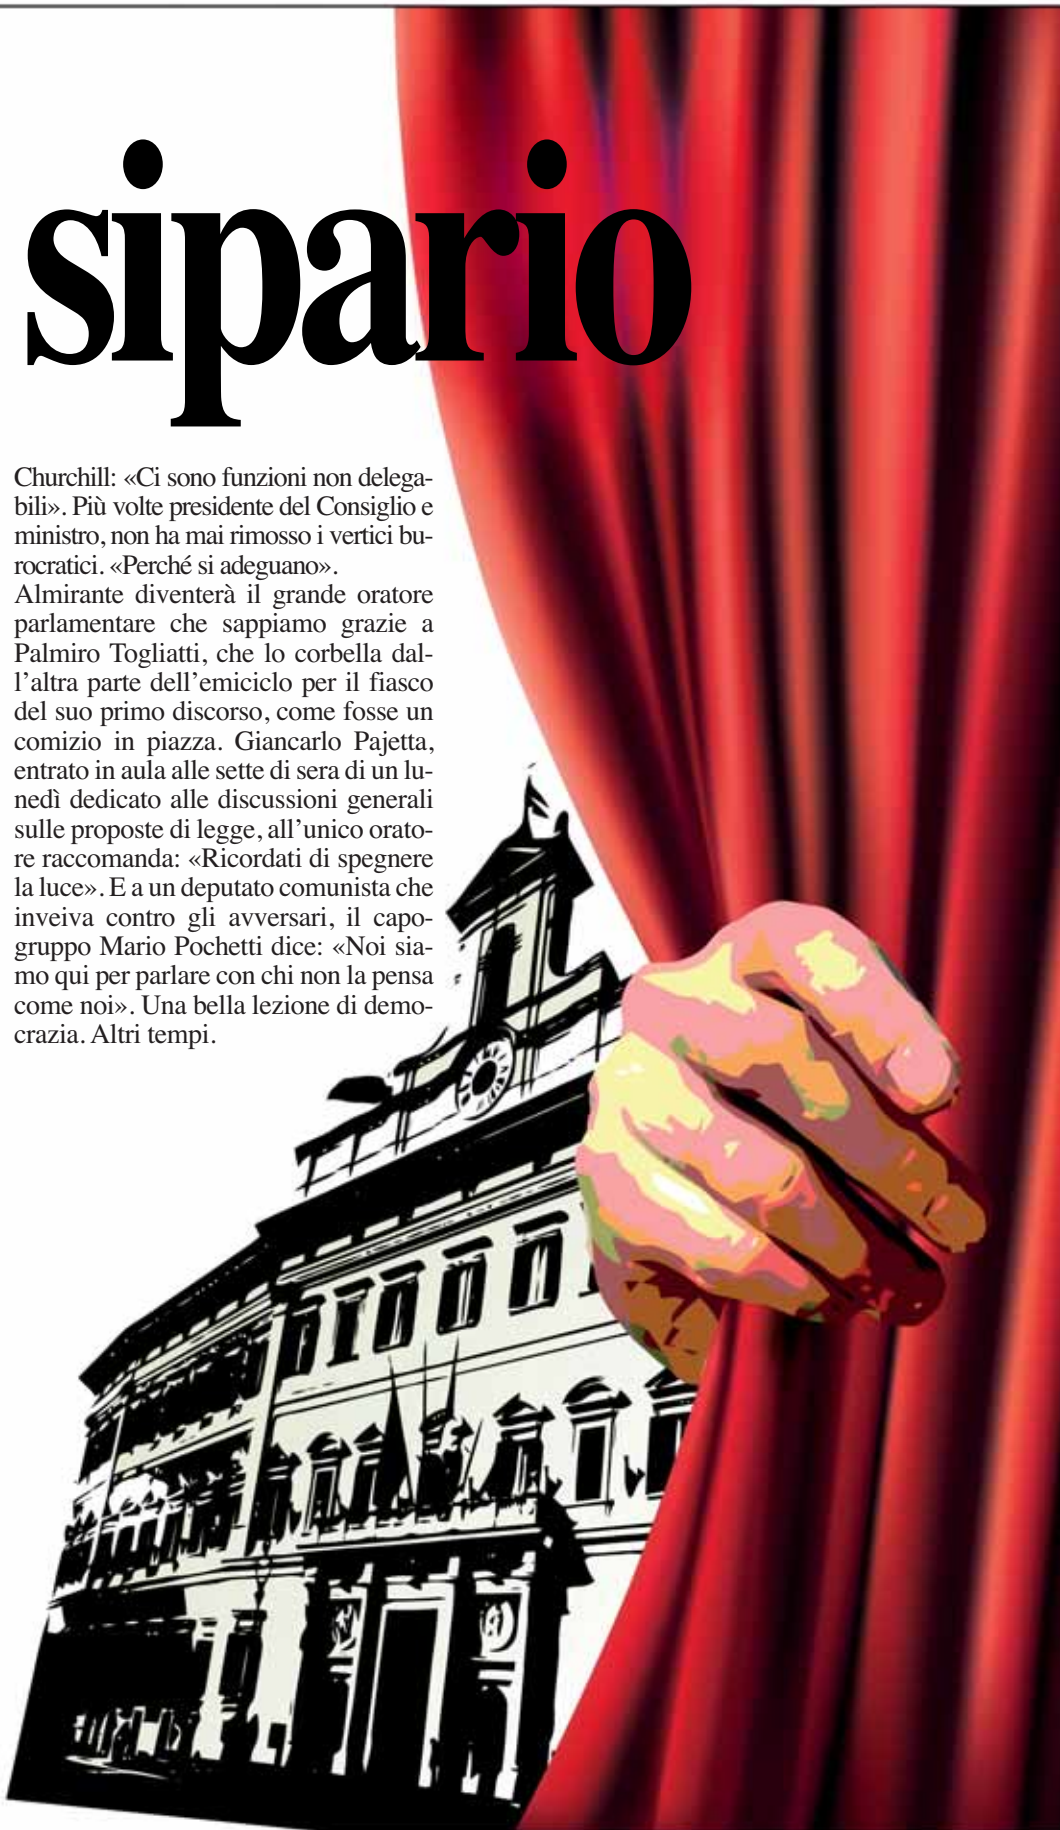 sipario
Churchill: «Ci sono funzioni non delega-
bili». Più volte presidente del Consiglio e
ministro, non ha mai rimosso i vertici bu-
rocratici. «Perché si adeguano».
Almirante diventerà il grande oratore
parlamentare che sappiamo grazie a
Palmiro Togliatti, che lo corbella dal-
l’altra parte dell’emiciclo per il fiasco
del suo primo discorso, come fosse un
comizio in piazza. Giancarlo Pajetta,
entrato in aula alle sette di sera di un lu-
nedì dedicato alle discussioni generali
sulle proposte di legge, all’unico orato-
re raccomanda: «Ricordati di spegnere
la luce». E a un deputato comunista che
inveiva contro gli avversari, il capo-
gruppo Mario Pochetti dice: «Noi sia-
mo qui per parlare con chi non la pensa
come noi». Una bella lezione di demo-
crazia. Altri tempi.